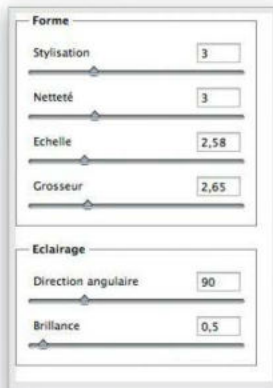 Forme
Stylisation 3
Netteté 3
Echelle 2,58
Grosseur 2,65
Eclairage
Direction angulaire 90
Brillance 0,5